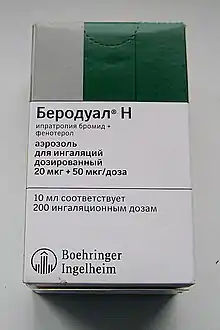 Беродуал® Н
ипратропия бромид +
фенотерол
аэрозоль
для ингаляций
дозированный
20 мкг + 50 мкг/доза
10 мл соответствует
200 ингаляционным дозам
Boehringer
Ingelheim